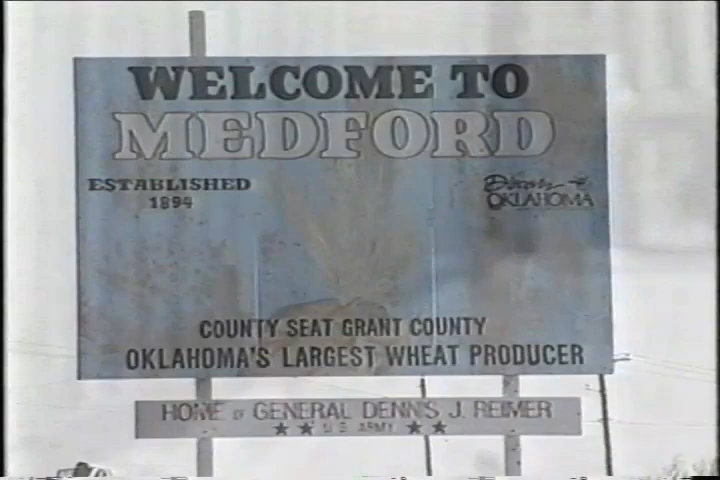 WELCOME TO
MEDFORD
ESTABLISHED
1894
Discover
OKLAHOMA
COUNTY SEAT GRANT COUNTY
OKLAHOMA'S LARGEST WHEAT PRODUCER
HOME OF GENERAL DENNIS J. REIMER
★ ★ U.S. ARMY ★ ★